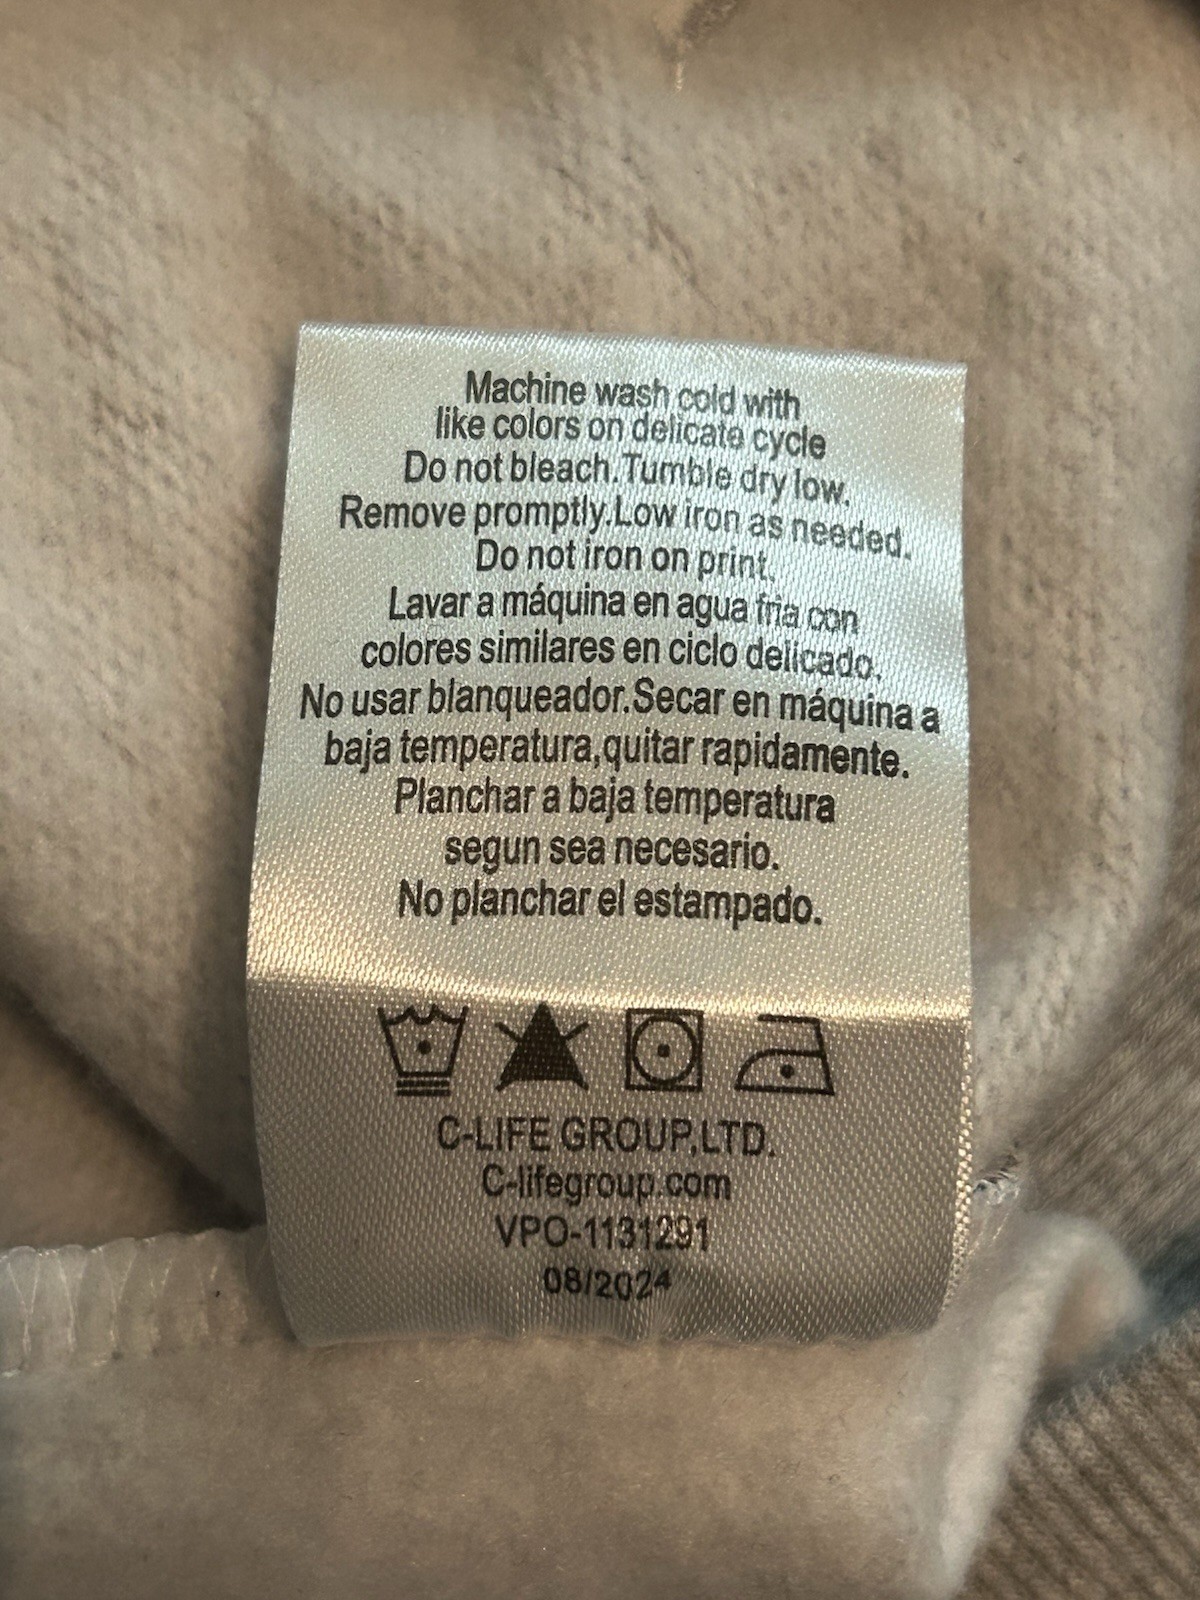 Machine wash cold with
like colors on delicate cycle
Do not bleach.Tumble dry low.
Remove promptly.Low iron as needed.
Do not iron on print.
Lavar a máquina en agua fria con
colores similares en ciclo delicado.
No usar blanqueador.Secar en máquina a
baja temperatura,quitar rapidamente.
Planchar a baja temperatura
segun sea necesario.
No planchar el estampado.
C-LIFE GROUP,LTD.
C-lifegroup.com
VPO-1131291
08/2024